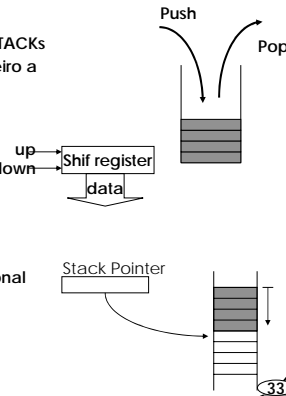 Push
TACKs
Pop
eiro a
up
Shif register
down
data
onal
Stack Pointer
33